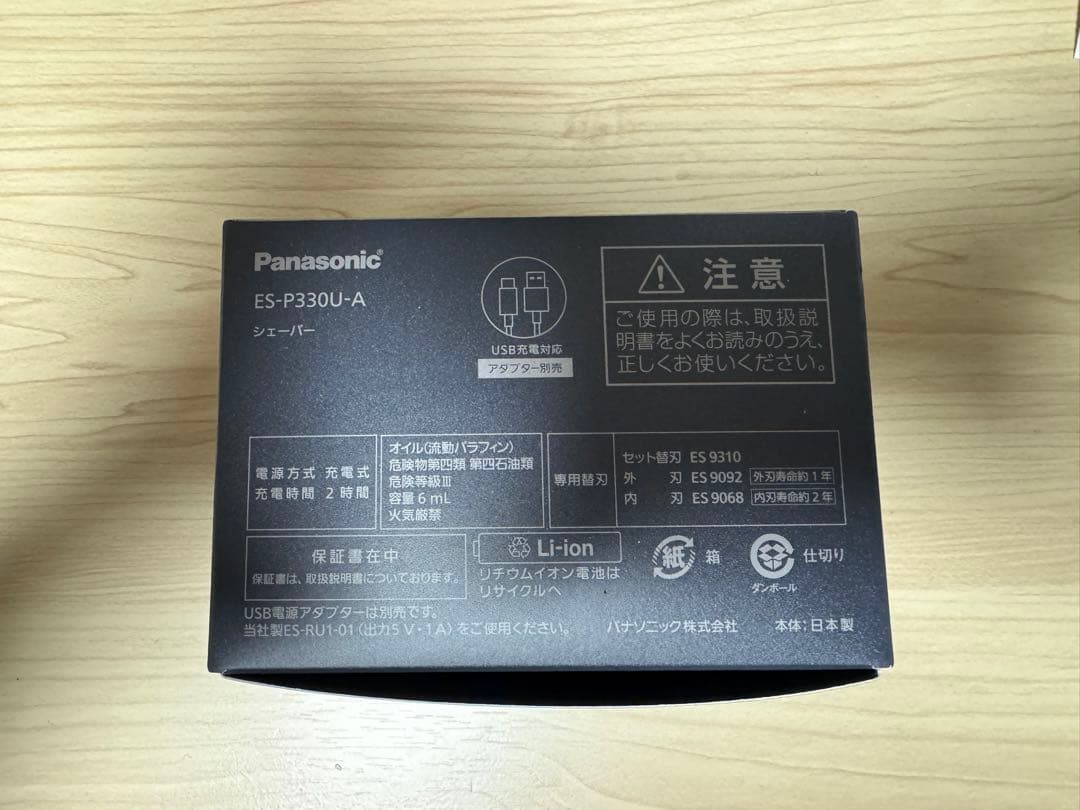 Panasonic®
ES-P330U-A
シェーバー
USB充電対応
アダプター別売
注意
ご使用の際は、取扱説
明書をよくお読みのうえ、
正しくお使いください。
電源方式 充電式
充電時間 2時間
オイル(流動パラフィン)
危険物第四類 第四石油類
危険等級Ⅲ
容量6 mL
火気厳禁
専用替刃
セット替刃 ES9310
外 刃 ES9092 外刃寿命約1年
内 刃 ES9068 内刃寿命約2年
保証書在中
保証書は、取扱説明書についております。
Li-ion
リチウムイオン電池は
リサイクルへ
紙 箱
ダンボール 仕切り
USB電源アダプターは別売です。
当社製ES-RU1-01(出力5 V・1 A)をご使用ください。
パナソニック株式会社 本体:日本製